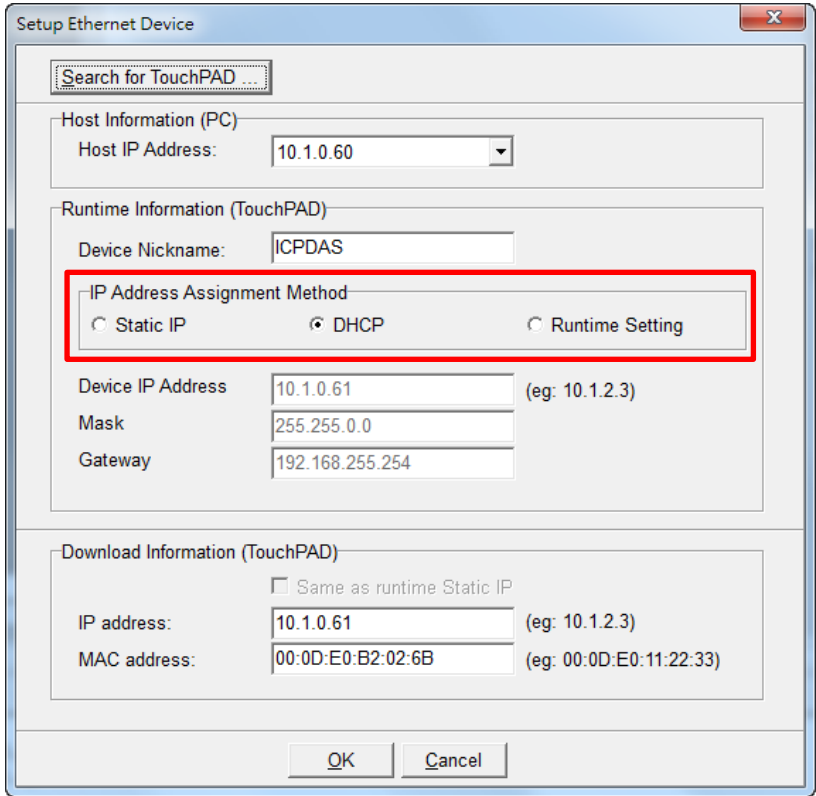 Setup Ethernet Device
x
Search for TouchPAD ...
Host Information (PC)
Host IP Address: 10.1.0.60
Runtime Information (TouchPAD)
Device Nickname: ICPDAS
IP Address Assignment Method
Static IP DHCP Runtime Setting
Device IP Address 10.1.0.61 (eg: 10.1.2.3)
Mask 255.255.0.0
Gateway 192.168.255.254
Download Information (TouchPAD)
Same as runtime Static IP
IP address: 10.1.0.61 (eg: 10.1.2.3)
MAC address: 00:0D:E0:B2:02:6B (eg: 00:0D:E0:11:22:33)
OK Cancel